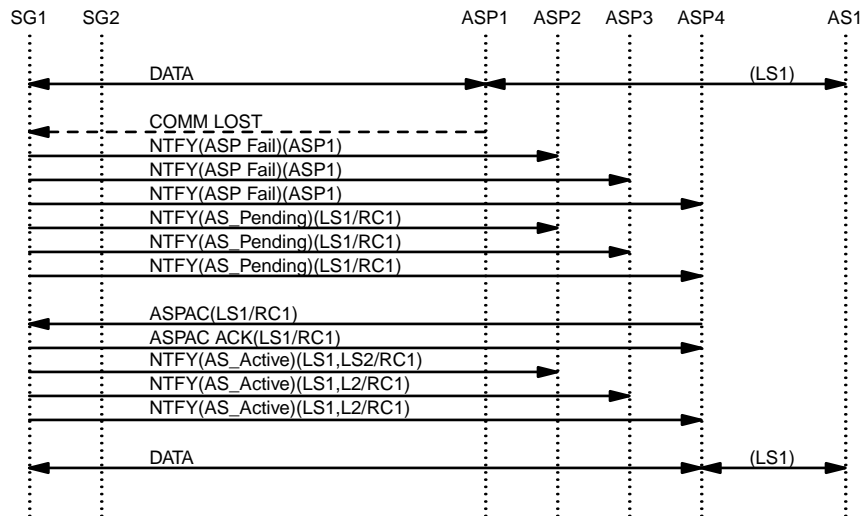 SG1 SG2 ASP1 ASP2 ASP3 ASP4 AS1
DATA (LS1)
COMM LOST
NTFY(ASP Fail)(ASP1)
NTFY(ASP Fail)(ASP1)
NTFY(ASP Fail)(ASP1)
NTFY(AS_Pending)(LS1/RC1)
NTFY(AS_Pending)(LS1/RC1)
NTFY(AS_Pending)(LS1/RC1)
ASPAC(LS1/RC1)
ASPAC ACK(LS1/RC1)
NTFY(AS_Active)(LS1,LS2/RC1)
NTFY(AS_Active)(LS1,L2/RC1)
NTFY(AS_Active)(LS1,L2/RC1)
DATA (LS1)